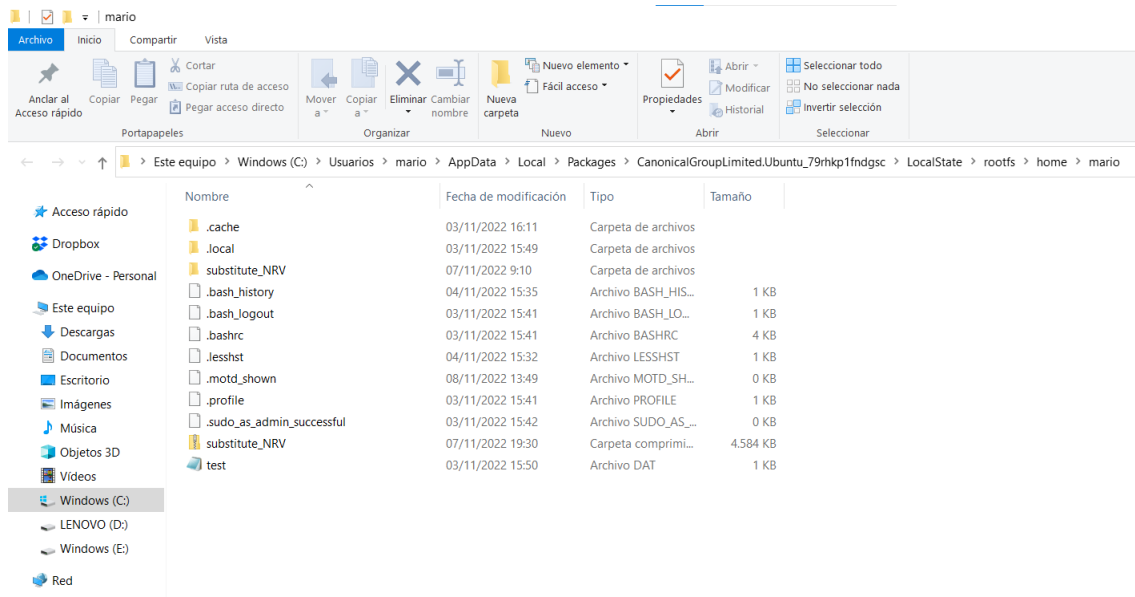 mario
Archivo Inicio Compartir Vista
Anclar al Acceso rápido
Copiar
Pegar
Cortar
Copiar ruta de acceso
Pegar acceso directo
Portapapeles
Mover a
Copiar a
Eliminar
Cambiar nombre
Organizar
Nueva carpeta
Nuevo elemento
Fácil acceso
Nuevo
Propiedades
Abrir
Modificar
Historial
Abrir
Seleccionar todo
No seleccionar nada
Invertir selección
Seleccionar
Este equipo > Windows (C:) > Usuarios > mario > AppData > Local > Packages > CanonicalGroupLimited.Ubuntu_79rhkp1fndgsc > LocalState > rootfs > home > mario
Acceso rápido
Dropbox
OneDrive - Personal
Este equipo
Descargas
Documentos
Escritorio
Imágenes
Música
Objetos 3D
Vídeos
Windows (C:)
LENOVO (D:)
Windows (E:)
Red
Nombre Fecha de modificación Tipo Tamaño
.cache 03/11/2022 16:11 Carpeta de archivos
.local 03/11/2022 15:49 Carpeta de archivos
substitute_NRV 07/11/2022 9:10 Carpeta de archivos
.bash_history 04/11/2022 15:35 Archivo BASH_HIS... 1 KB
.bash_logout 03/11/2022 15:41 Archivo BASH_LO... 1 KB
.bashrc 03/11/2022 15:41 Archivo BASHRC 4 KB
.lesshst 04/11/2022 15:32 Archivo LESSHST 1 KB
.motd_shown 08/11/2022 13:49 Archivo MOTD_SH... 0 KB
.profile 03/11/2022 15:41 Archivo PROFILE 1 KB
.sudo_as_admin_successful 03/11/2022 15:42 Archivo SUDO_AS_... 0 KB
substitute_NRV 07/11/2022 19:30 Carpeta comprimi... 4.584 KB
test 03/11/2022 15:50 Archivo DAT 1 KB